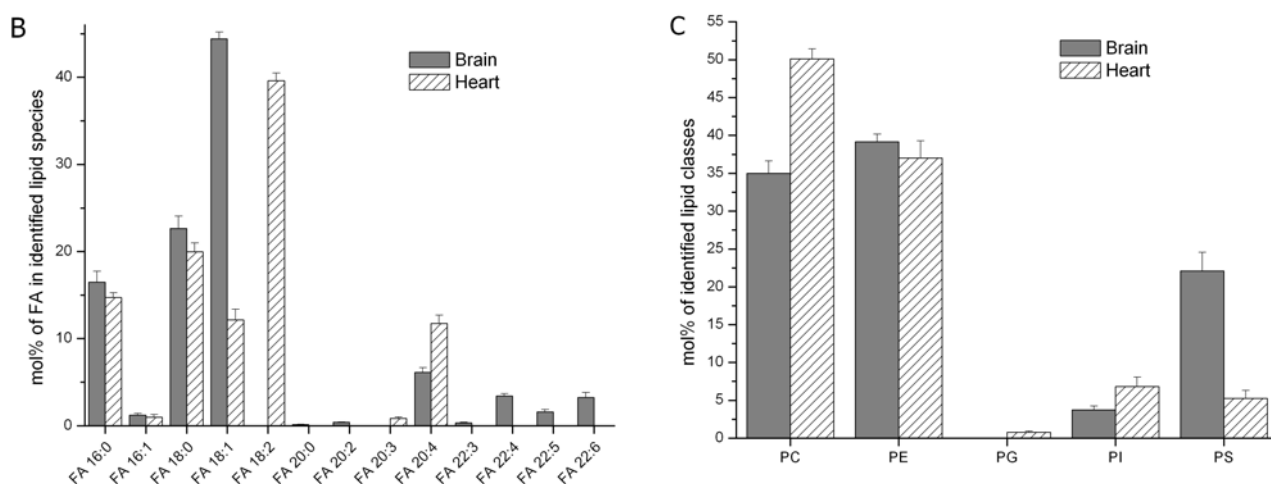 B
mol% of FA in identified lipid species
40
30
20
10
0
Brain
Heart
FA 16:0
FA 16:1
FA 18:0
FA 18:1
FA 18:2
FA 20:0
FA 20:2
FA 20:3
FA 20:4
FA 22:3
FA 22:4
FA 22:5
FA 22:6
C
mol% of identified lipid classes
55
50
45
40
35
30
25
20
15
10
5
0
Brain
Heart
PC
PE
PG
PI
PS